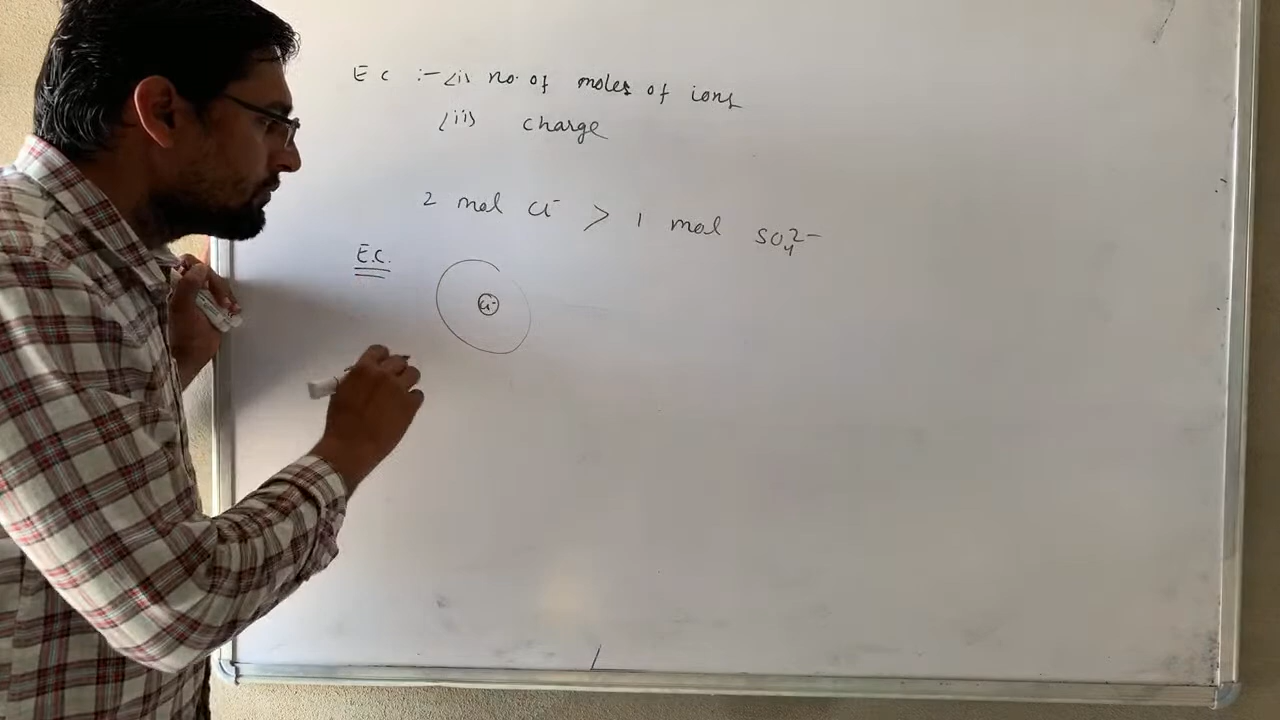 E C :- (i) no. of moles of ions
(ii) charge
2 mol Cl⁻ > 1 mol SO₄²⁻
E.C.
Cl⁻